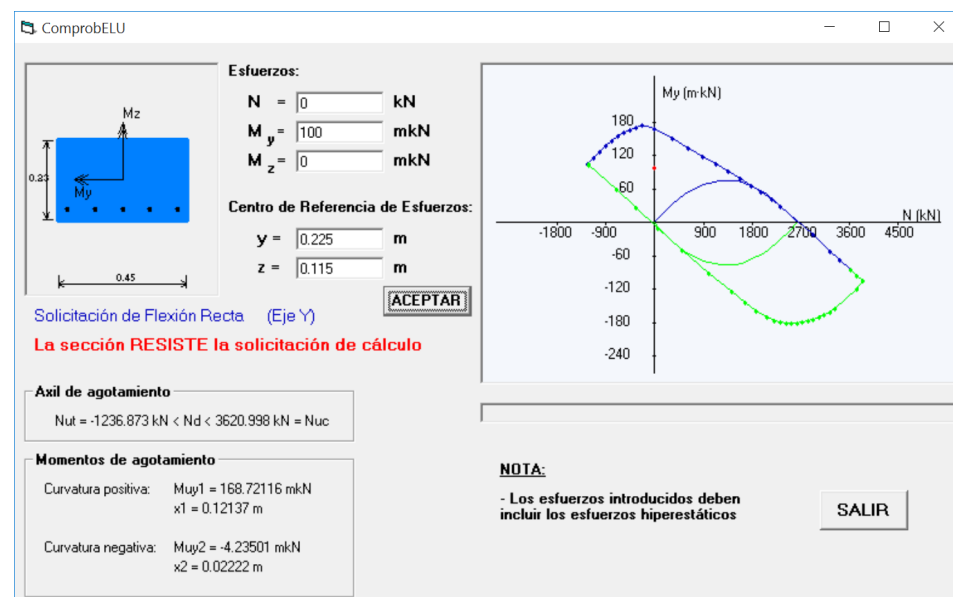 ComprobELU
Mz
My
0.23
0.45
Esfuerzos:
N = 0 kN
M y = 100 mkN
M z = 0 mkN
Centro de Referencia de Esfuerzos:
y = 0.225 m
z = 0.115 m
ACEPTAR
Solicitación de Flexión Recta (Eje Y)
La sección RESISTE la solicitación de cálculo
My (m·kN)
180
120
60
-60
-120
-180
-240
N (kN)
-1800 -900 900 1800 2700 3600 4500
Axil de agotamiento
Nut = -1236.873 kN < Nd < 3620.998 kN = Nuc
Momentos de agotamiento
Curvatura positiva: Muy1 = 168.72116 mkN
x1 = 0.12137 m
Curvatura negativa: Muy2 = -4.23501 mkN
x2 = 0.02222 m
NOTA:
- Los esfuerzos introducidos deben
incluir los esfuerzos hiperestáticos
SALIR